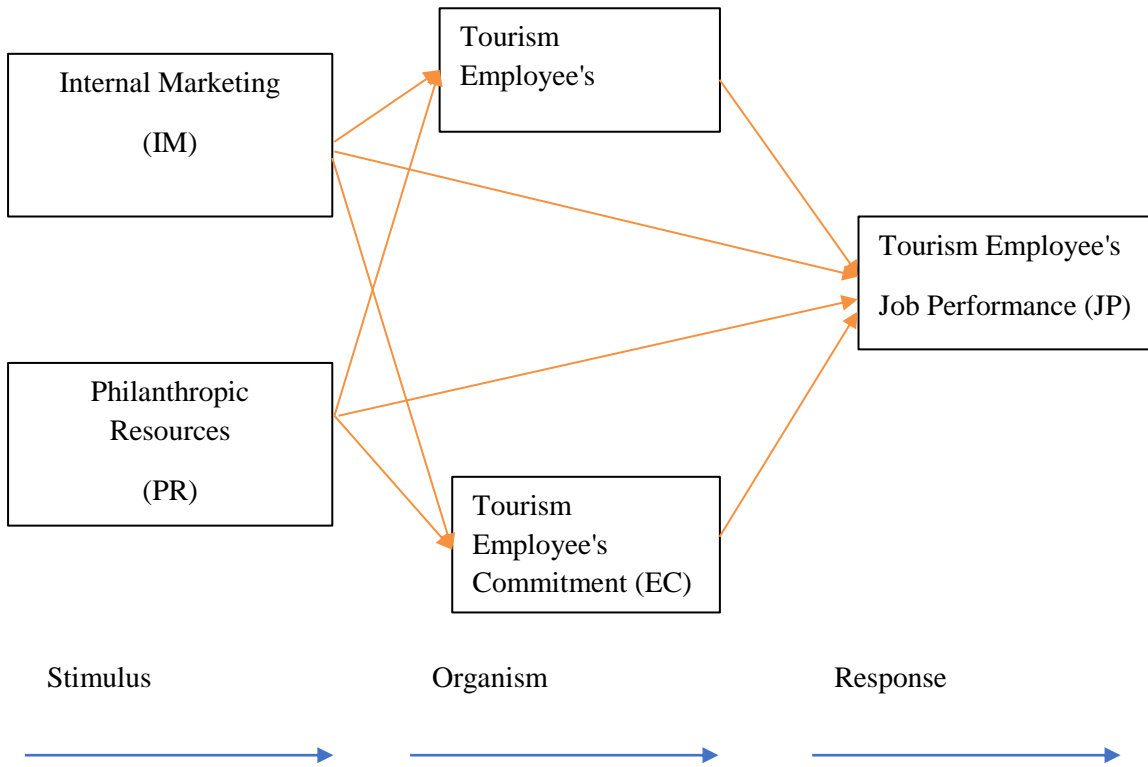 Internal Marketing
(IM)
Tourism
Employee's
Tourism Employee's
Job Performance (JP)
Philanthropic
Resources
(PR)
Tourism
Employee's
Commitment (EC)
Stimulus
Organism
Response